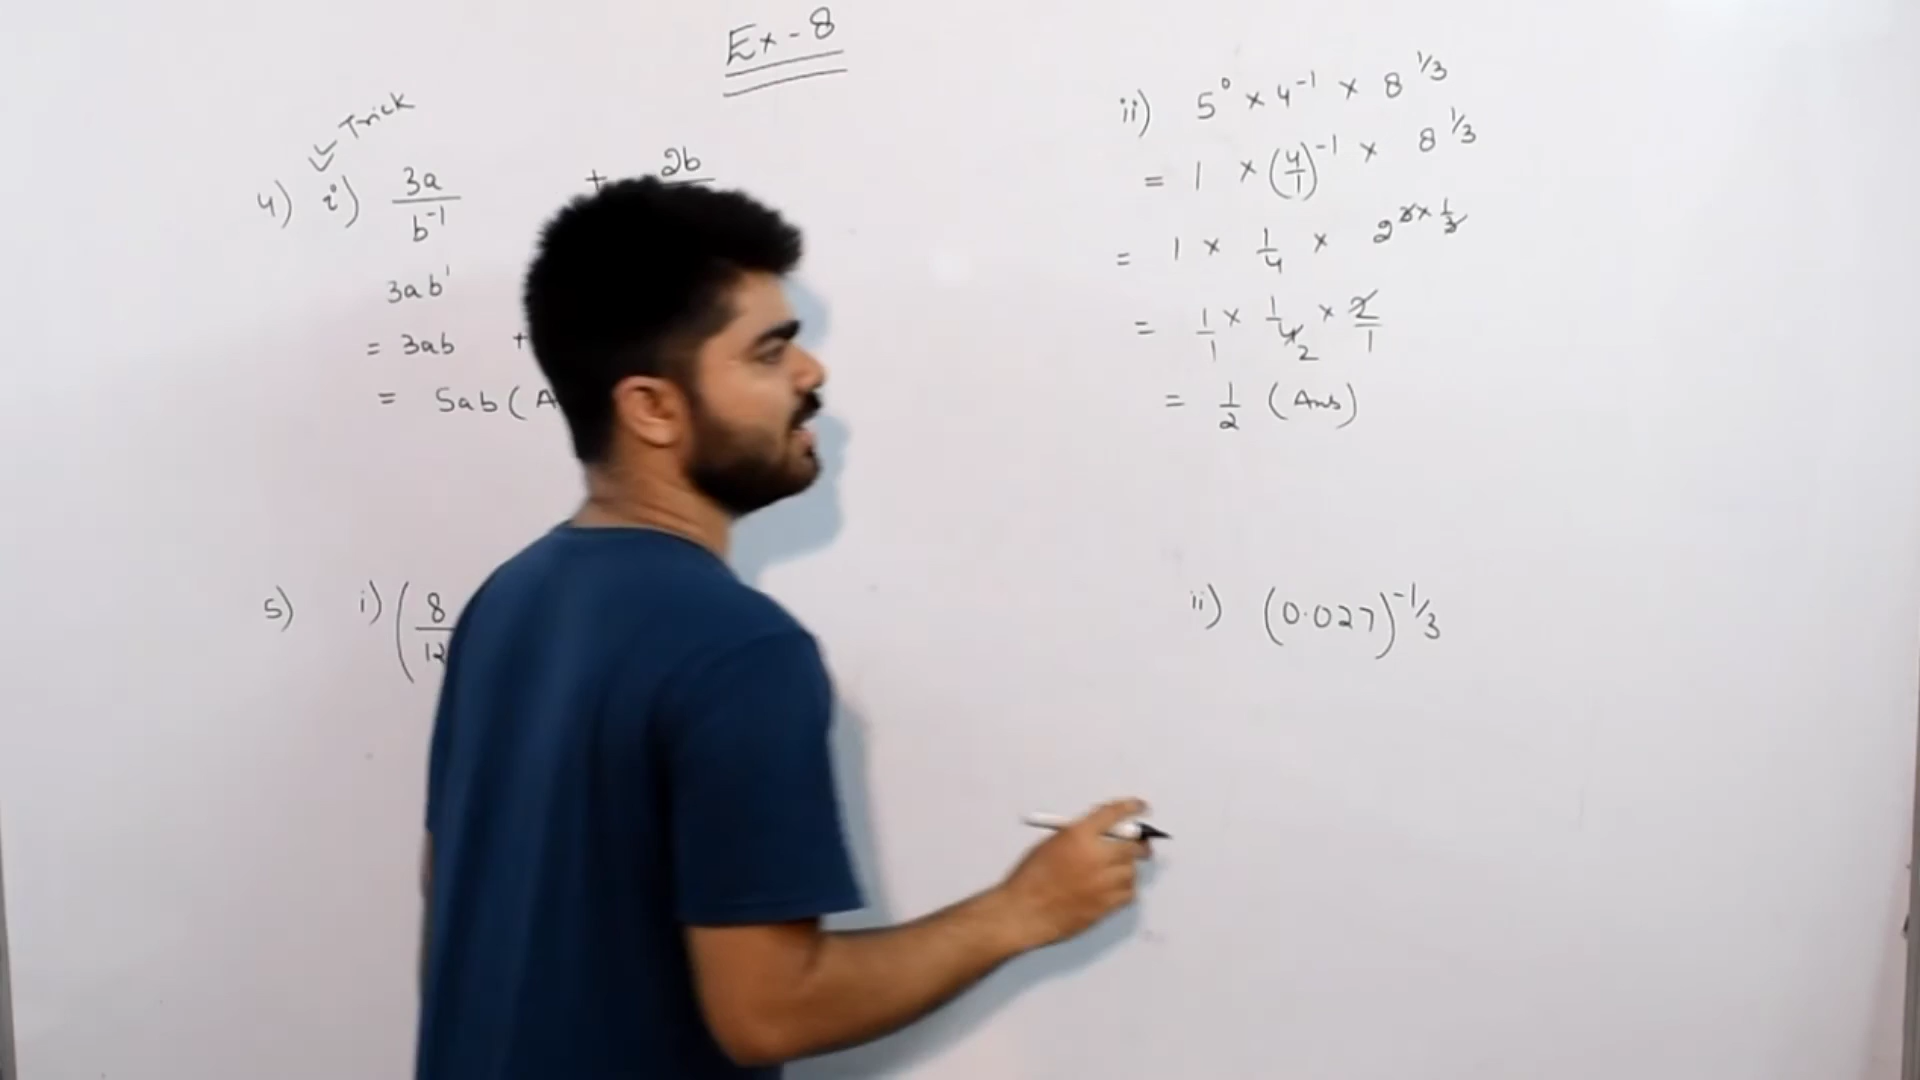 Ex-8
Trick
4) i) 3a/b⁻¹ + 2b
3ab¹
= 3ab +
= 5ab (A
ii) 5⁰ × 4⁻¹ × 8^1/3
= 1 × (4/1)⁻¹ × 8^1/3
= 1 × 1/4 × 2^3×1/3
= 1/1 × 1/4 2 × 2/1
= 1/2 (Ans)
5) i) (8/12
ii) (0.027)^-1/3